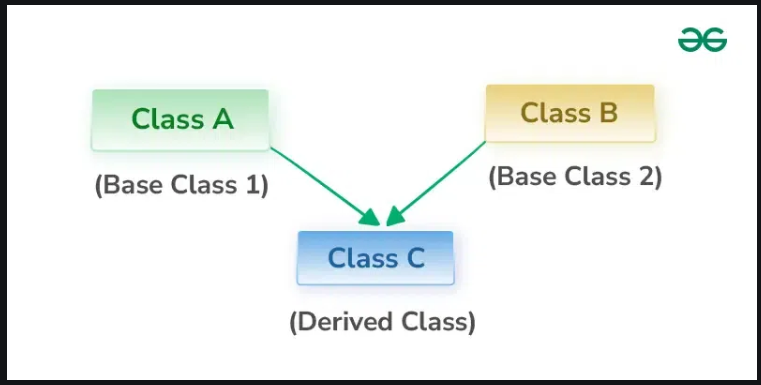 Class A
Class B
(Base Class 1)
(Base Class 2)
Class C
(Derived Class)